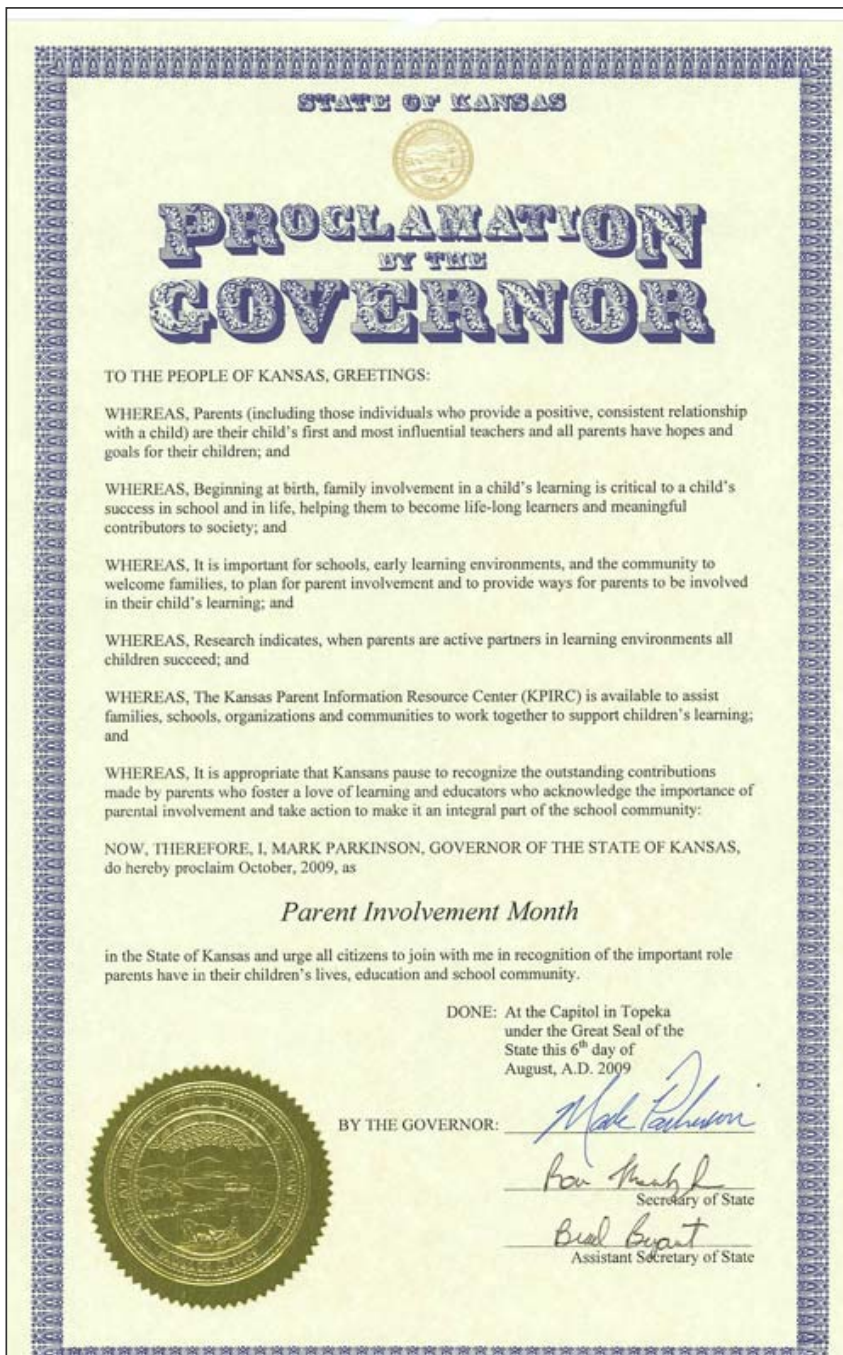 STATE OF KANSAS
PROCLAMATION
BY THE
GOVERNOR
TO THE PEOPLE OF KANSAS, GREETINGS:
WHEREAS, Parents (including those individuals who provide a positive, consistent relationship
with a child) are their child's first and most influential teachers and all parents have hopes and
goals for their children; and
WHEREAS, Beginning at birth, family involvement in a child's learning is critical to a child's
success in school and in life, helping them to become life-long learners and meaningful
contributors to society; and
WHEREAS, It is important for schools, early learning environments, and the community to
welcome families, to plan for parent involvement and to provide ways for parents to be involved
in their child's learning; and
WHEREAS, Research indicates, when parents are active partners in learning environments all
children succeed; and
WHEREAS, The Kansas Parent Information Resource Center (KPIRC) is available to assist
families, schools, organizations and communities to work together to support children's learning;
and
WHEREAS, It is appropriate that Kansans pause to recognize the outstanding contributions
made by parents who foster a love of learning and educators who acknowledge the importance of
parental involvement and take action to make it an integral part of the school community:
NOW, THEREFORE, I, MARK PARKINSON, GOVERNOR OF THE STATE OF KANSAS,
do hereby proclaim October, 2009, as
Parent Involvement Month
in the State of Kansas and urge all citizens to join with me in recognition of the important role
parents have in their children's lives, education and school community.
DONE: At the Capitol in Topeka
under the Great Seal of the
State this 6th day of
August, A.D. 2009
BY THE GOVERNOR: Mark Parkinson
Secretary of State
Brad Bryant
Assistant Secretary of State